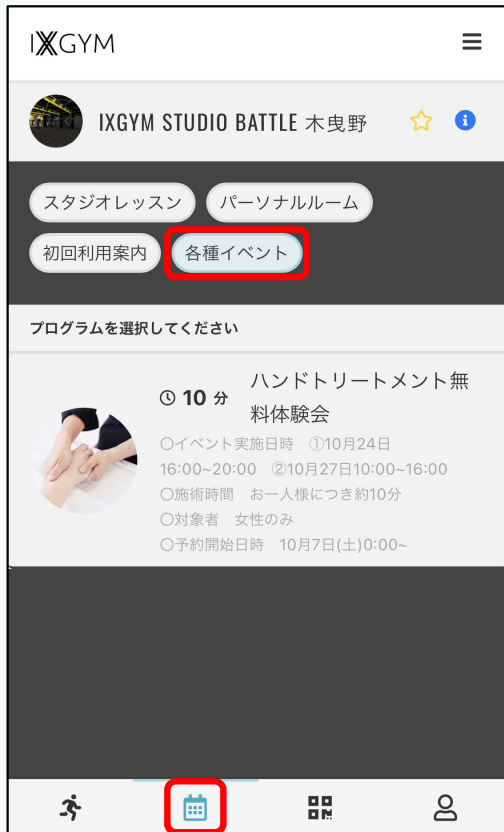 IXGYM
IXGYM STUDIO BATTLE 木曳野
スタジオレッスン パーソナルルーム
初回利用案内 各種イベント
プログラムを選択してください
10 分
ハンドトリートメント無
料体験会
〇イベント実施日時　①10月24日
16:00~20:00　②10月27日10:00~16:00
〇施術時間　お一人様につき約10分
〇対象者　女性のみ
〇予約開始日時　10月7日(土)0:00~